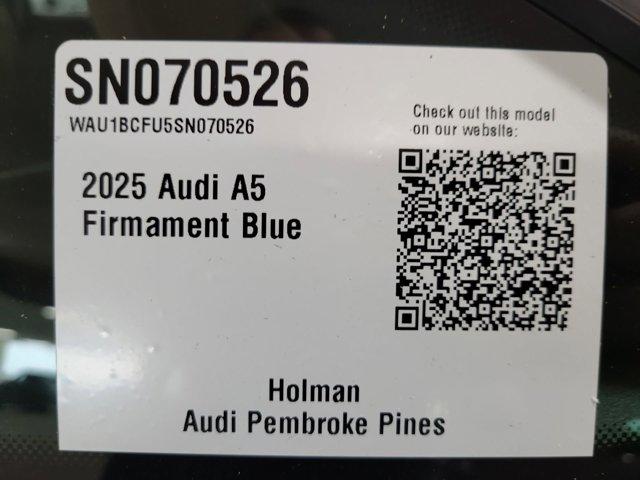 SN070526
WAU1BCFU5SN070526
Check out this model
on our website:
2025 Audi A5
Firmament Blue
Holman
Audi Pembroke Pines